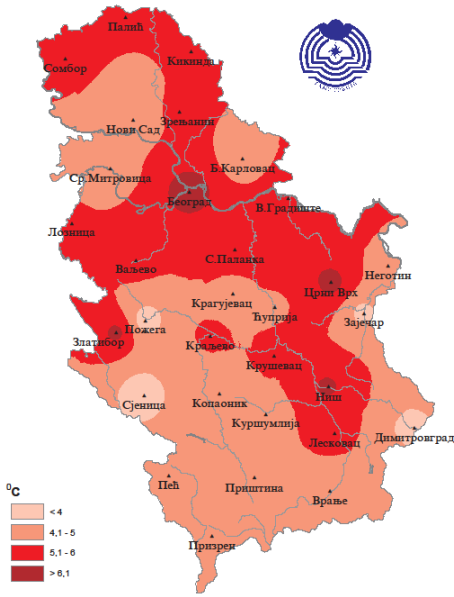 Палић
Кикинда
Сомбор
Зрењанин
Нови Сад
Б.Карловац
Ср.Митровица
Београд
В.Градиште
Лозница
С.Паланка
Ваљево
Неготин
Црни Врх
Крагујевац
Ћуприја
Зајечар
Пожега
Златибор
Краљево
Крушевац
Ниш
Сјеница
Копаоник
Куршумлија
Димитровград
Лесковац
Пећ
Приштина
Врање
Призрен
⁰C
< 4
4,1 - 5
5,1 - 6
> 6,1